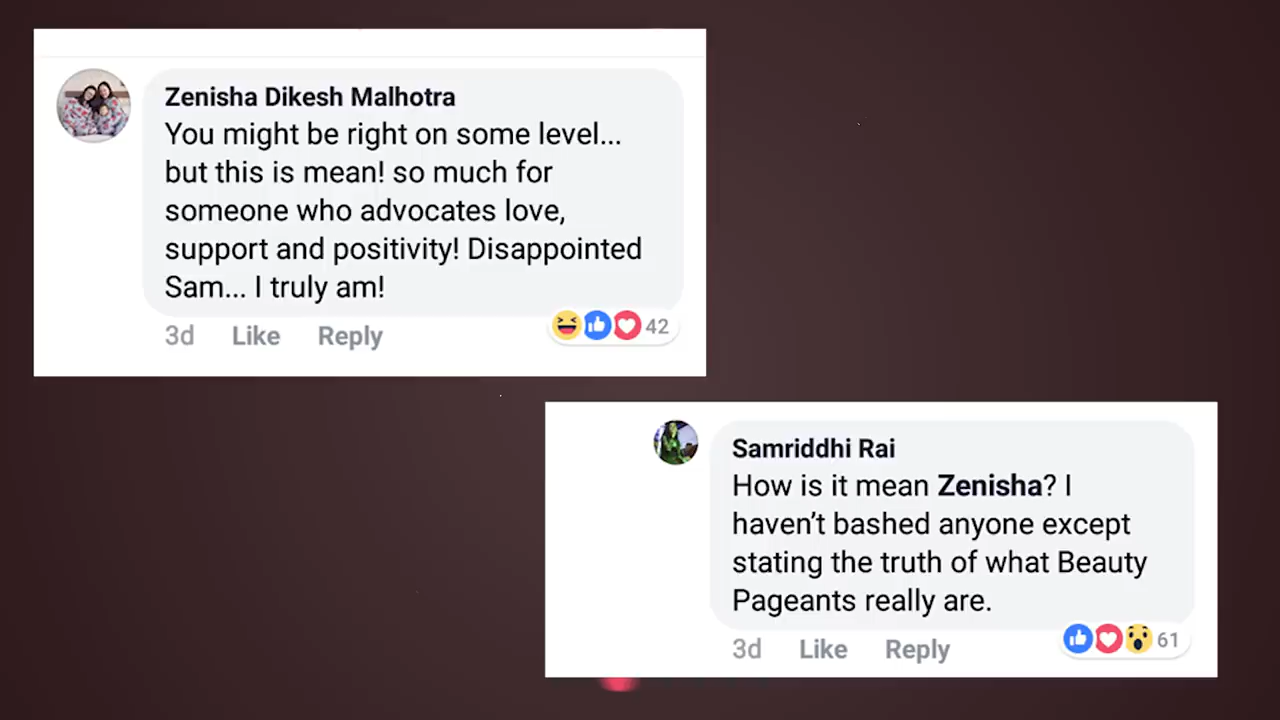 Zenisha Dikesh Malhotra
You might be right on some level...
but this is mean! so much for
someone who advocates love,
support and positivity! Disappointed
Sam... I truly am!
3d Like Reply 42
Samriddhi Rai
How is it mean Zenisha? I
haven't bashed anyone except
stating the truth of what Beauty
Pageants really are.
3d Like Reply 61